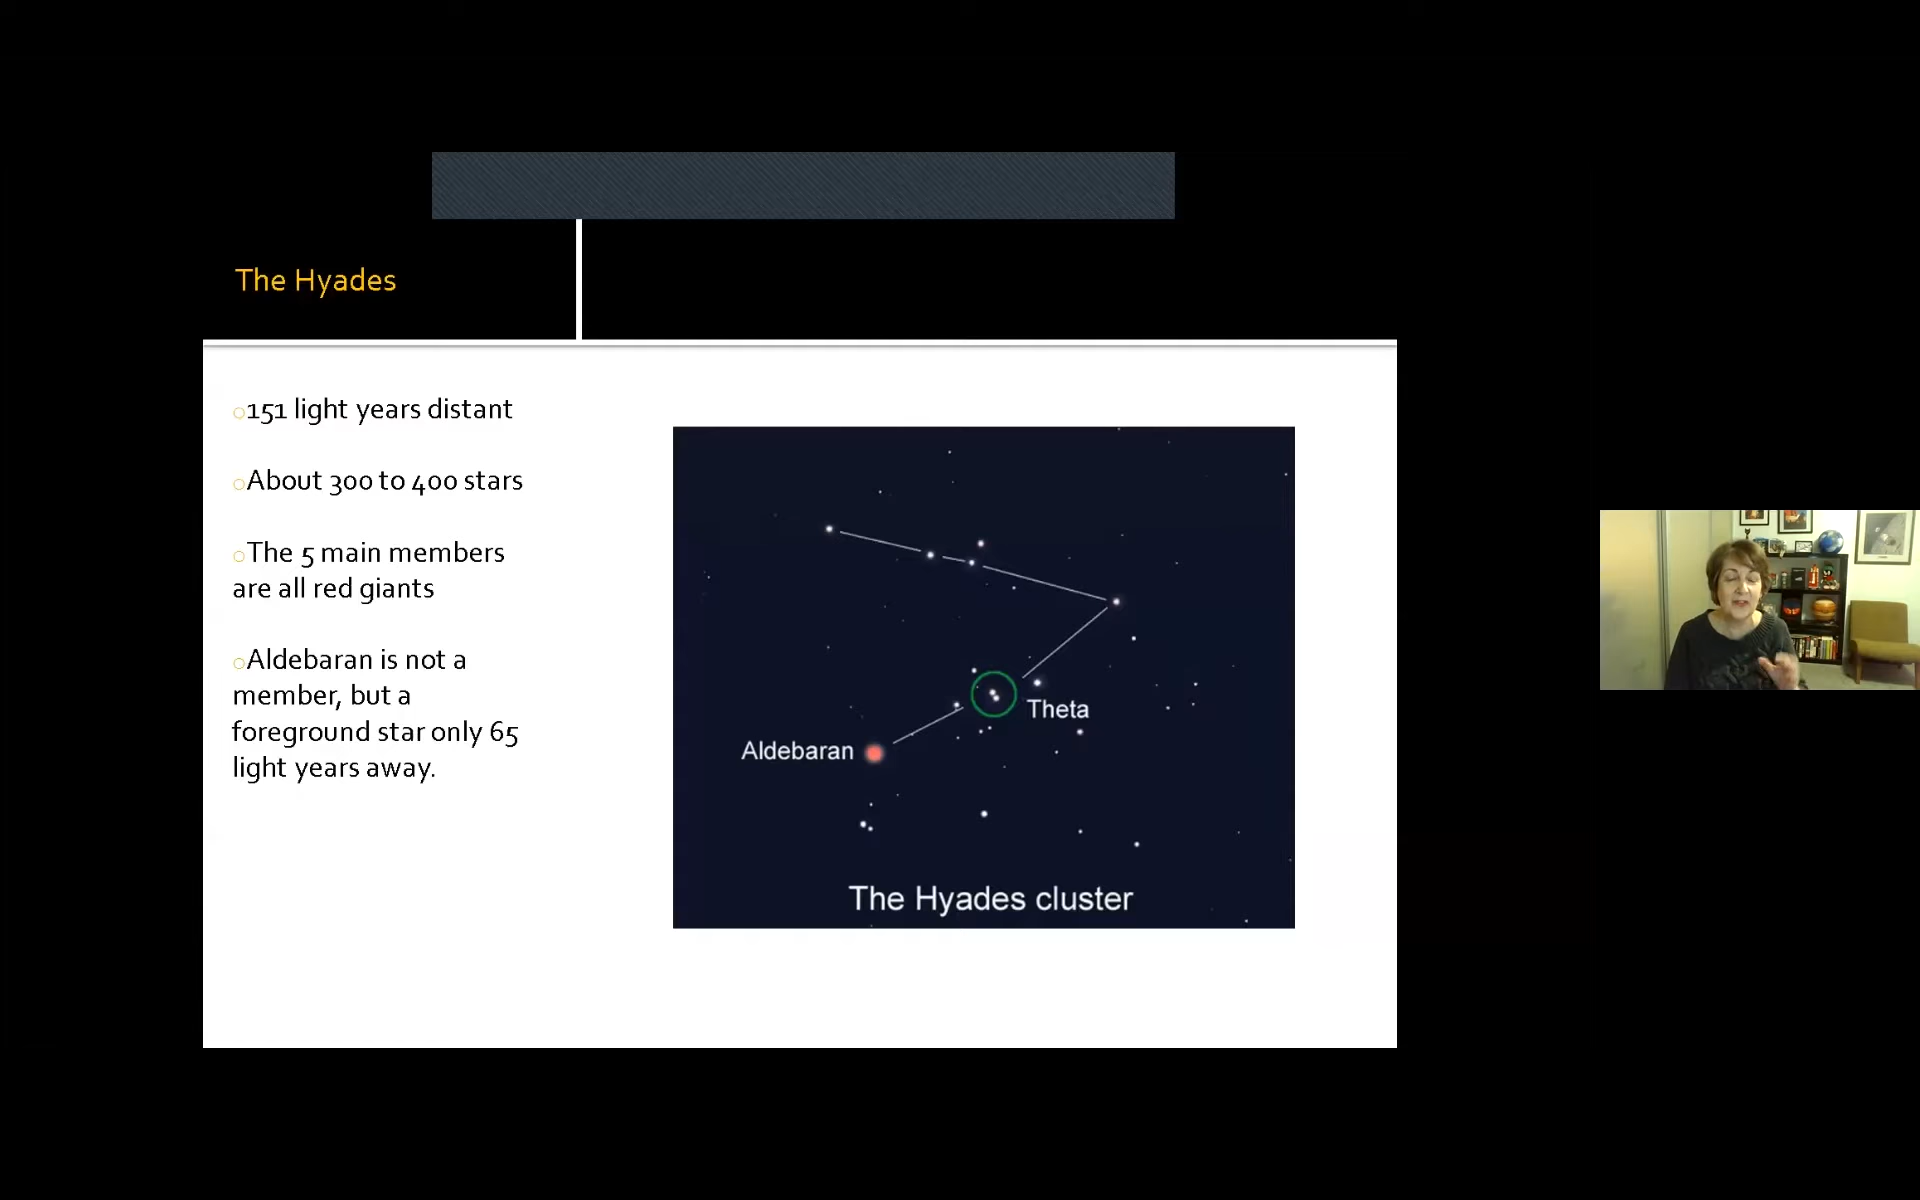 The Hyades
151 light years distant
About 300 to 400 stars
The 5 main members
are all red giants
Aldebaran is not a
member, but a
foreground star only 65
light years away.
Theta
Aldebaran
The Hyades cluster